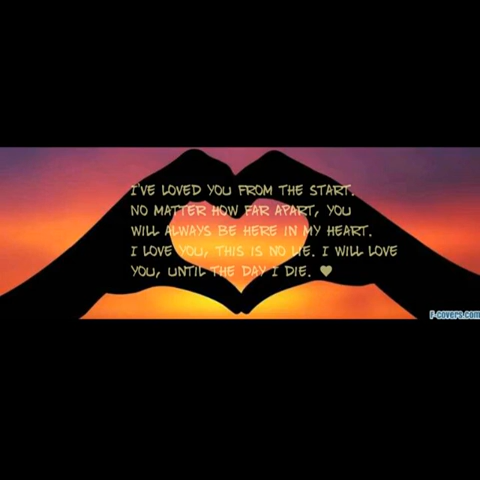 I'VE LOVED YOU FROM THE START.
NO MATTER HOW FAR APART, YOU
WILL ALWAYS BE HERE IN MY HEART.
I LOVE YOU, THIS IS NO LIE. I WILL LOVE
YOU, UNTIL THE DAY I DIE. ♥
F-COVERS.COM